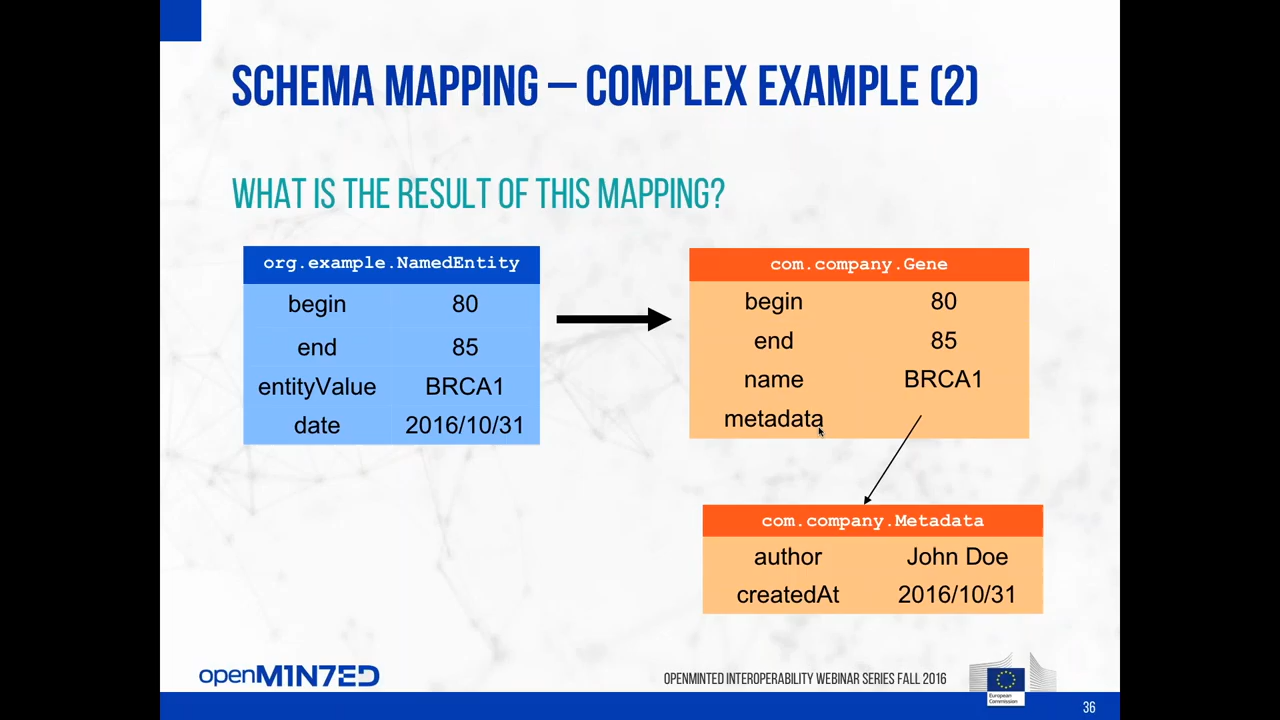 SCHEMA MAPPING – COMPLEX EXAMPLE (2)
WHAT IS THE RESULT OF THIS MAPPING?
org.example.NamedEntity
begin 80
end 85
entityValue BRCA1
date 2016/10/31
com.company.Gene
begin 80
end 85
name BRCA1
metadata
com.company.Metadata
author John Doe
createdAt 2016/10/31
openM1N7ED
OPENMINTED INTEROPERABILITY WEBINAR SERIES FALL 2016
European
Commission
36